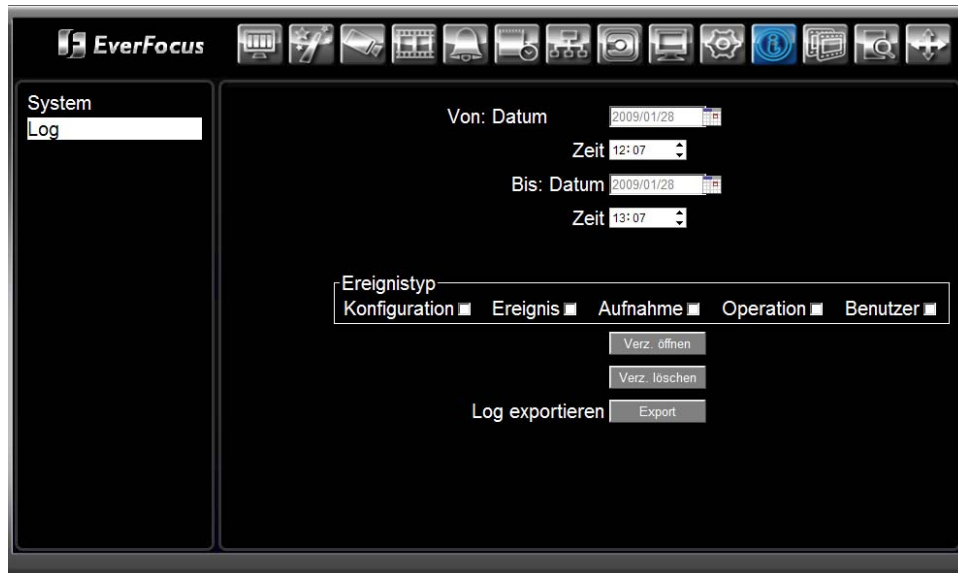 EverFocus
System
Log
Von: Datum 2009/01/28
Zeit 12:07
Bis: Datum 2009/01/28
Zeit 13:07
Ereignistyp
Konfiguration Ereignis Aufnahme Operation Benutzer
Verz. öffnen
Verz. löschen
Log exportieren Export